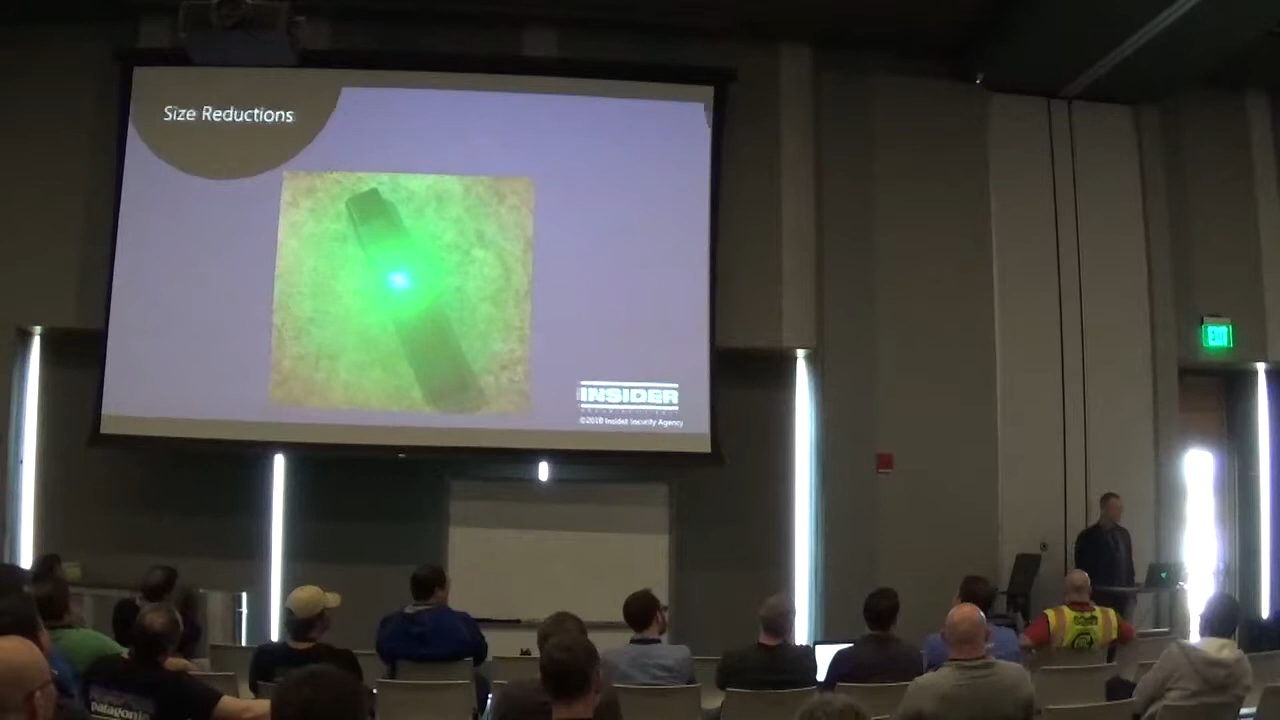 Size Reductions
INSIDER
©2018 Insider Security Agency
EXIT
patagonia